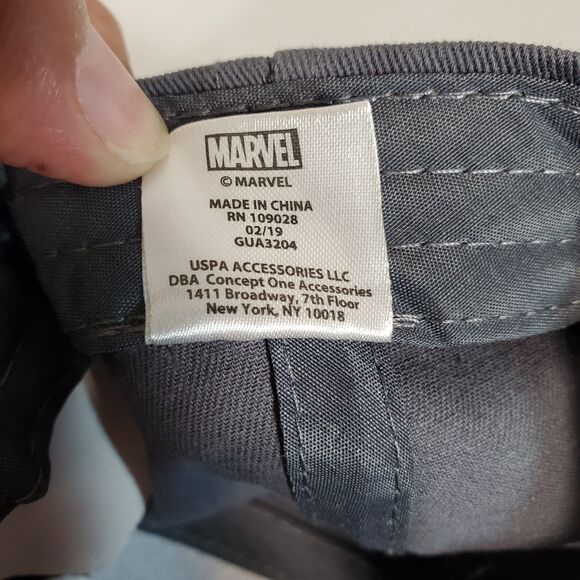 MARVEL
© MARVEL
MADE IN CHINA
RN 109028
02/19
GUA3204
USPA ACCESSORIES LLC
DBA Concept One Accessories
1411 Broadway, 7th Floor
New York, NY 10018